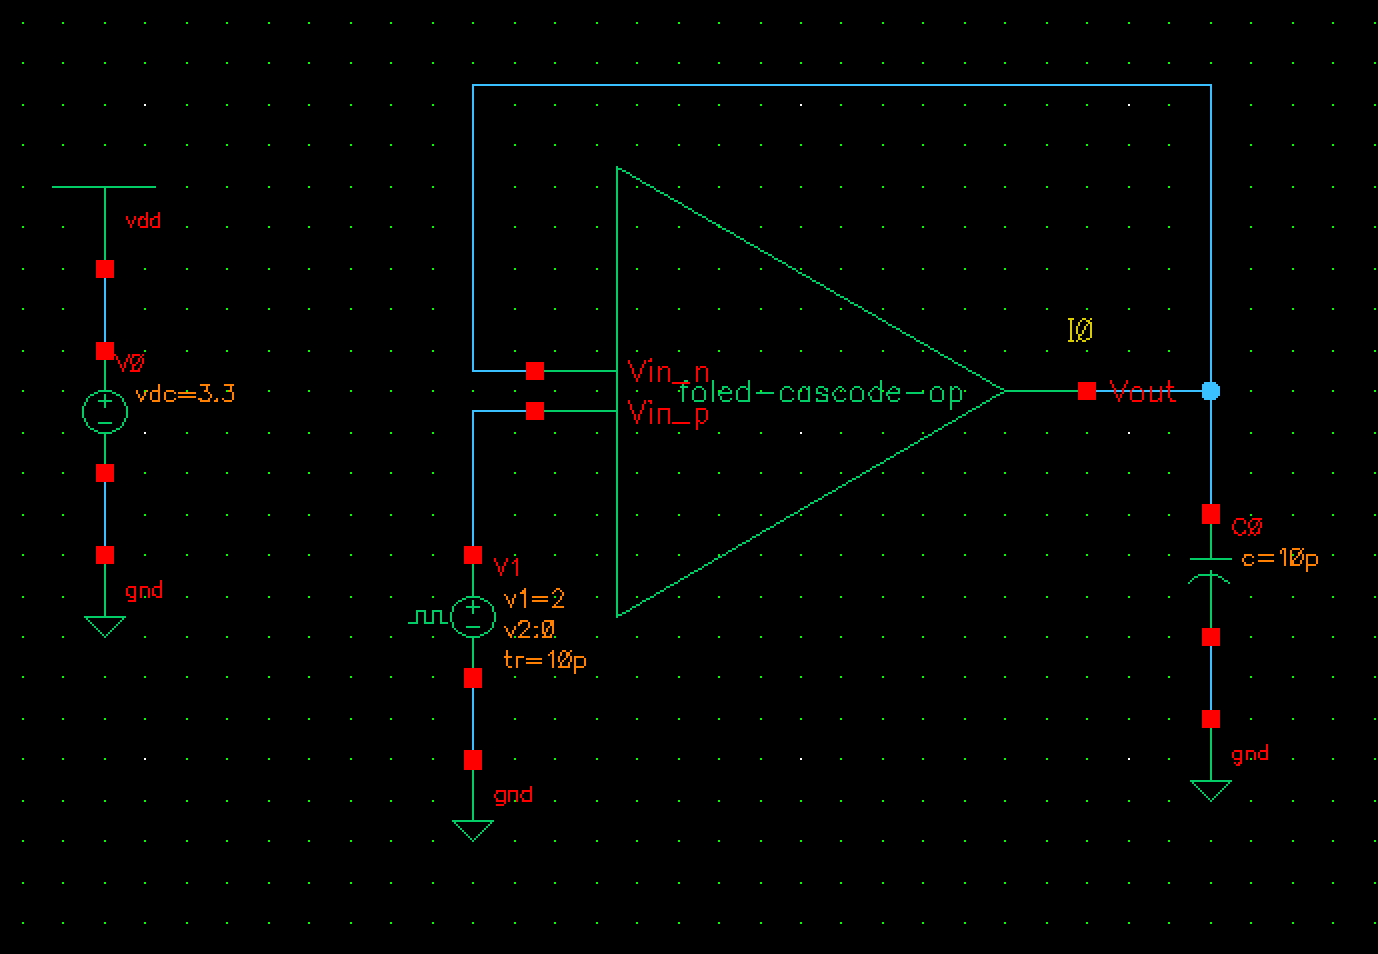 vdd
V0
vdc=3.3
gnd
I0
Vin_n
foled-cascode-op
Vin_p
Vout
V1
v1=2
v2:0
tr=10p
gnd
C0
c=10p
gnd